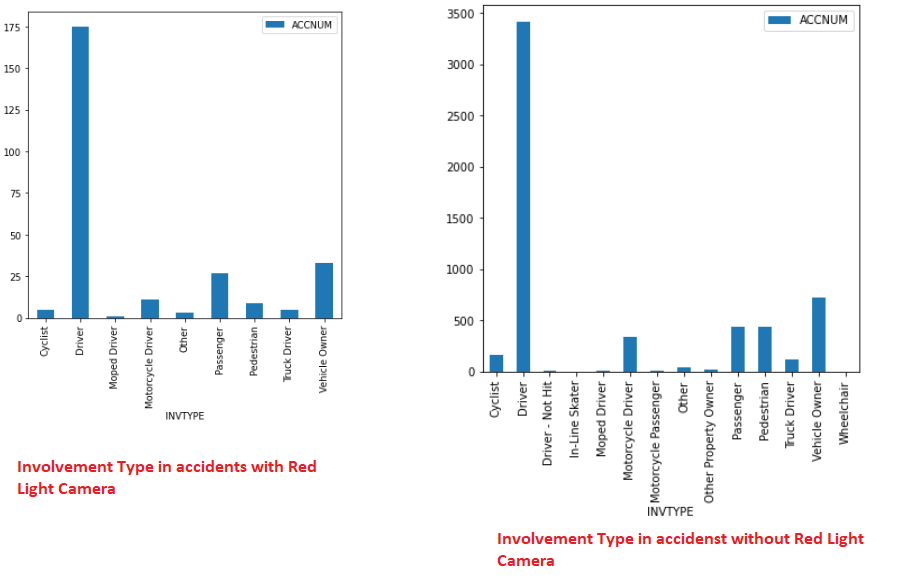 ACCNUM
175
150
125
100
75
50
25
0
Cyclist
Driver
Moped Driver
Motorcycle Driver
Other
Passenger
Pedestrian
Truck Driver
Vehicle Owner
INVTYPE
Involvement Type in accidents with Red
Light Camera
ACCNUM
3500
3000
2500
2000
1500
1000
500
0
Cyclist
Driver
Driver - Not Hit
In-Line Skater
Moped Driver
Motorcycle Driver
Motorcycle Passenger
Other
Other Property Owner
Passenger
Pedestrian
Truck Driver
Vehicle Owner
Wheelchair
INVTYPE
Involvement Type in accidenst without Red Light
Camera